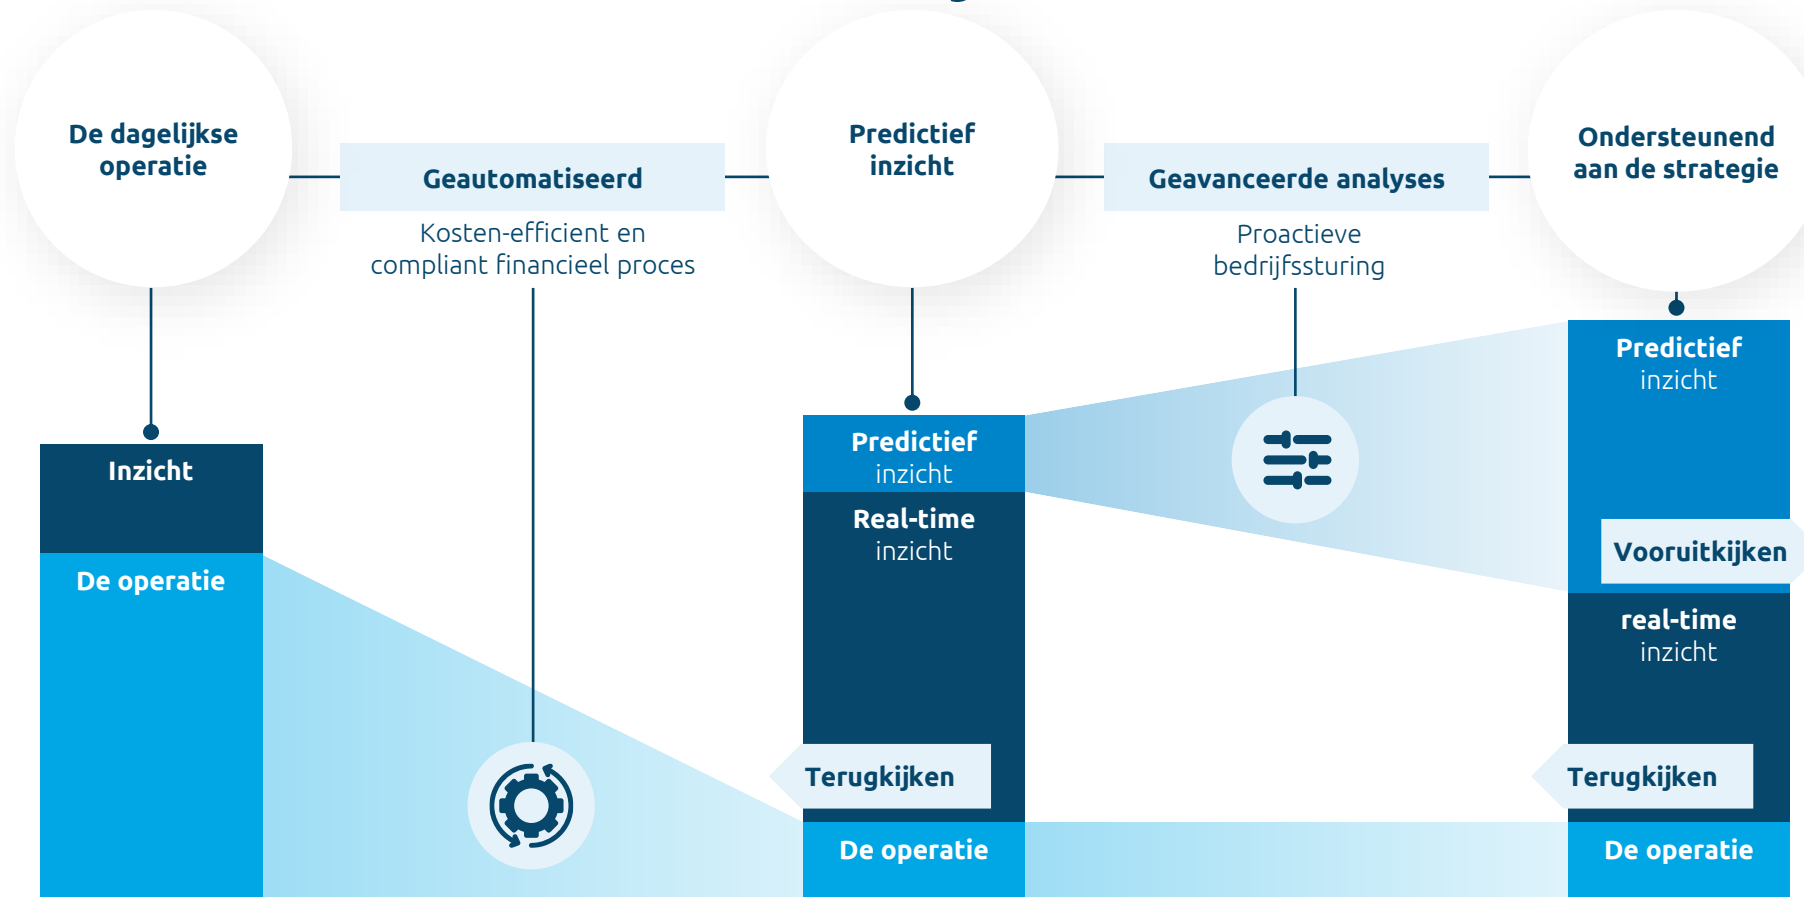 De dagelijkse
operatie
Geautomatiseerd
Kosten-efficient en
compliant financieel proces
Predictief
inzicht
Geavanceerde analyses
Proactieve
bedrijfssturing
Ondersteunend
aan de strategie
Inzicht
De operatie
Predictief
inzicht
Real-time
inzicht
Terugkijken
De operatie
Predictief
inzicht
Vooruitkijken
real-time
inzicht
Terugkijken
De operatie